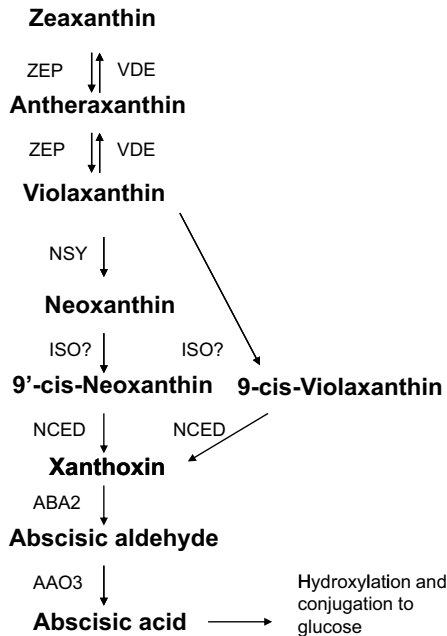 Zeaxanthin
ZEP VDE
Antheraxanthin
ZEP VDE
Violaxanthin
NSY
Neoxanthin
ISO? ISO?
9’-cis-Neoxanthin 9-cis-Violaxanthin
NCED NCED
Xanthoxin
ABA2
Abscisic aldehyde
AAO3
Abscisic acid
Hydroxylation and
conjugation to
glucose